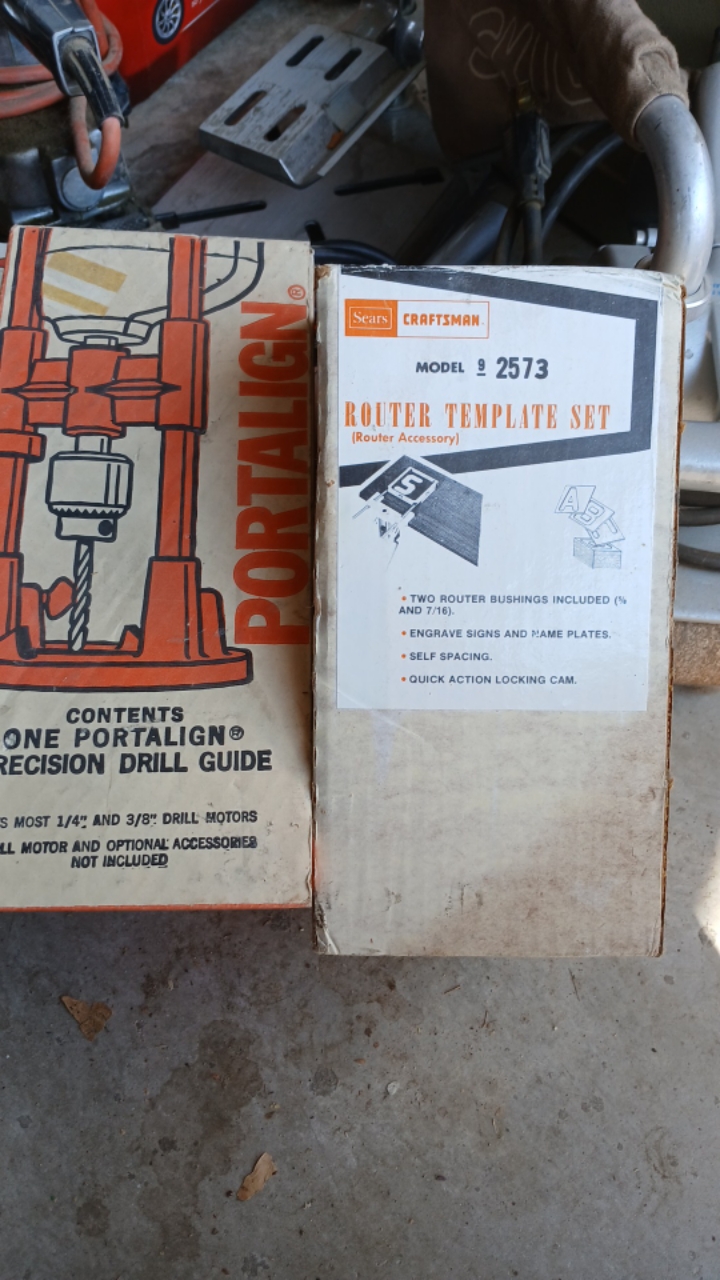 PORTALIGN®
CONTENTS
ONE PORTALIGN®
RECISION DRILL GUIDE
S MOST 1/4" AND 3/8" DRILL MOTORS
LL MOTOR AND OPTIONAL ACCESSORIES
NOT INCLUDED
Sears CRAFTSMAN
MODEL 9 2573
ROUTER TEMPLATE SET
(Router Accessory)
S
A B
• TWO ROUTER BUSHINGS INCLUDED (⅝
AND 7/16).
• ENGRAVE SIGNS AND NAME PLATES.
• SELF SPACING.
• QUICK ACTION LOCKING CAM.